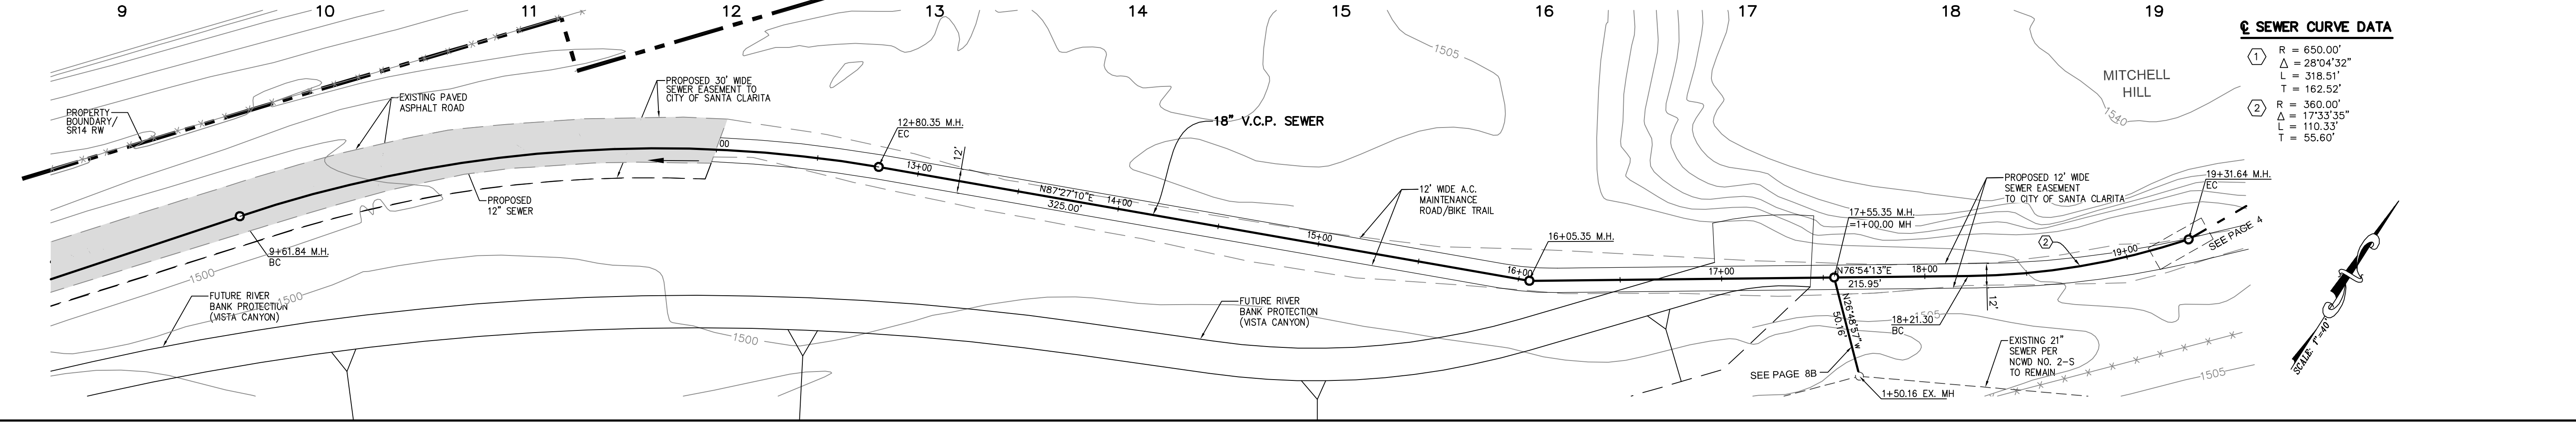 9 10 11 12 13 14 15 16 17 18 19
℄ SEWER CURVE DATA
1
R = 650.00'
Δ = 28°04'32"
L = 318.51'
T = 162.52'
2
R = 360.00'
Δ = 17°33'35"
L = 110.33'
T = 55.60'
MITCHELL
HILL
1540
1505
PROPERTY
BOUNDARY/
SR14 RW
EXISTING PAVED
ASPHALT ROAD
PROPOSED 30' WIDE
SEWER EASEMENT TO
CITY OF SANTA CLARITA
12+80.35 M.H.
EC
18" V.C.P. SEWER
12'
00
13+00
N87°27'10"E
325.00'
14+00
15+00
16+00
12' WIDE A.C.
MAINTENANCE
ROAD/BIKE TRAIL
16+05.35 M.H.
17+00
17+55.35 M.H.
=1+00.00 MH
PROPOSED 12' WIDE
SEWER EASEMENT
TO CITY OF SANTA CLARITA
19+31.64 M.H.
EC
2
N76°54'13"E
215.95'
18+00
19+00
SEE PAGE 4
12'
PROPOSED
12" SEWER
9+61.84 M.H.
BC
1500
1500
FUTURE RIVER
BANK PROTECTION
(VISTA CANYON)
1500
FUTURE RIVER
BANK PROTECTION
(VISTA CANYON)
N26°48'57"W
50.16'
18+21.30
BC
1505
SEE PAGE 8B
1+50.16 EX. MH
EXISTING 21"
SEWER PER
NCWD NO. 2-S
TO REMAIN
1505
SCALE: 1"=40'